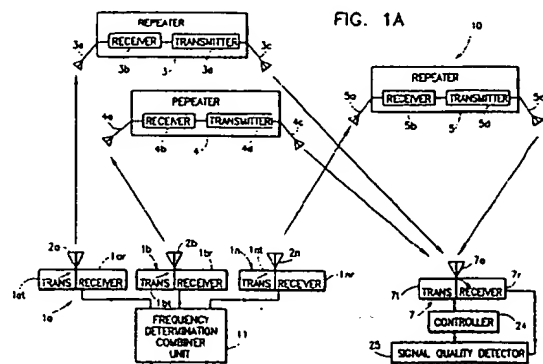 FIG. 1A
REPEATER
RECEIVER
TRANSMITTER
3a
3b
3
3c
10
REPEATER
RECEIVER
TRANSMITTER
5a
5b
5
5d
5c
PEPEATER
RECEIVER
TRANSMITTER
4a
4b
4
4d
4c
2a
1ar
1b
2b
1br
1n
1nt
2n
7a
TRANS RECEIVER
TRANS RECEIVER
TRANS RECEIVER
1at
1bt
1nr
1a
TRANS RECEIVER
7t
7
7r
FREQUENCY
DETERMINATION
COMBINER
UNIT
11
CONTROLLER
24
25
SIGNAL QUALITY DETECTOR